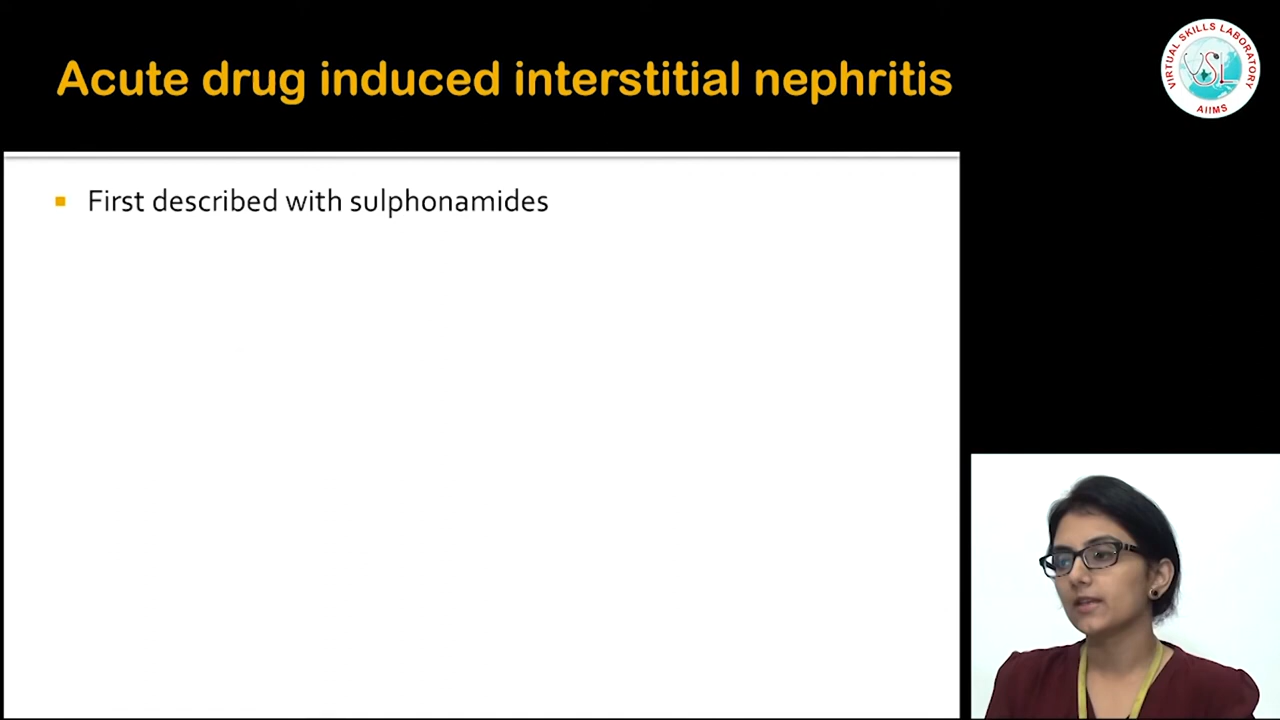 Acute drug induced interstitial nephritis
VIRTUAL SKILLS LABORATORY
VSL
AIIMS
First described with sulphonamides